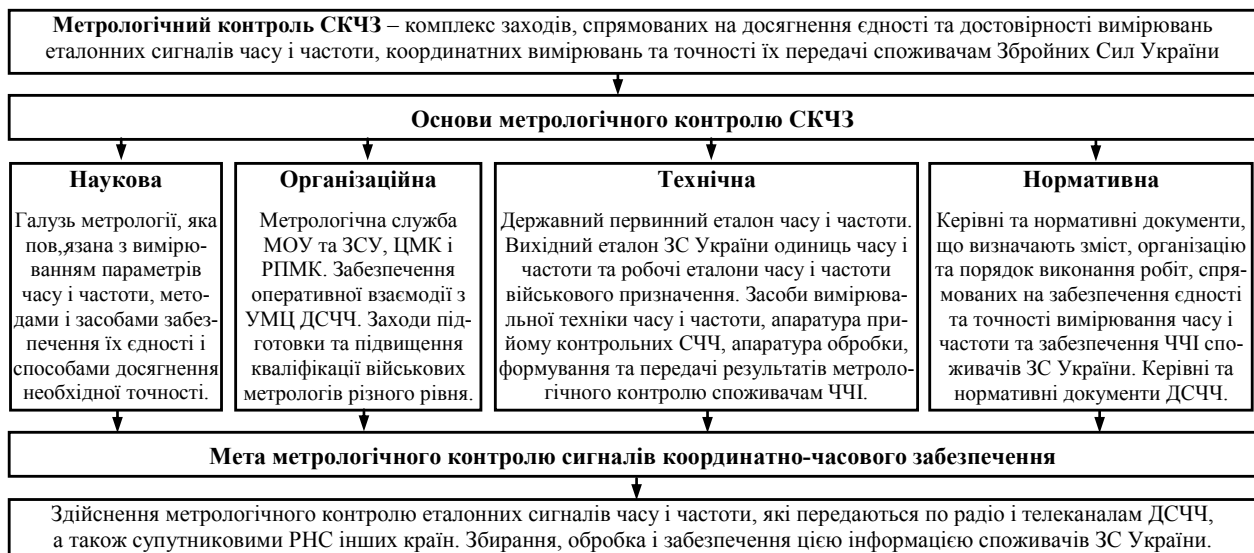 Метрологічний контроль СКЧЗ – комплекс заходів, спрямованих на досягнення єдності та достовірності вимірювань
еталонних сигналів часу і частоти, координатних вимірювань та точності їх передачі споживачам Збройних Сил України
Основи метрологічного контролю СКЧЗ
Наукова
Галузь метрології, яка
пов„язана з вимірю-
ванням параметрів
часу і частоти, мето-
дами і засобами забез-
печення їх єдності і
способами досягнення
необхідної точності.
Організаційна
Метрологічна служба
МОУ та ЗСУ, ЦМК і
РПМК. Забезпечення
оперативної взаємодії з
УМЦ ДСЧЧ. Заходи під-
готовки та підвищення
кваліфікації військових
метрологів різного рівня.
Технічна
Державний первинний еталон часу і частоти.
Вихідний еталон ЗС України одиниць часу і
частоти та робочі еталони часу і частоти
військового призначення. Засоби вимірюва-
льної техніки часу і частоти, апаратура при-
йому контрольних СЧЧ, апаратура обробки,
формування та передачі результатів метроло-
гічного контролю споживачам ЧЧІ.
Нормативна
Керівні та нормативні документи,
що визначають зміст, організацію
та порядок виконання робіт, спря-
мованих на забезпечення єдності
та точності вимірювання часу і
частоти та забезпечення ЧЧІ спо-
живачів ЗС України. Керівні та
нормативні документи ДСЧЧ.
Мета метрологічного контролю сигналів координатно-часового забезпечення
Здійснення метрологічного контролю еталонних сигналів часу і частоти, які передаються по радіо і телеканалам ДСЧЧ,
а також супутниковими РНС інших країн. Збирання, обробка і забезпечення цією інформацією споживачів ЗС України.